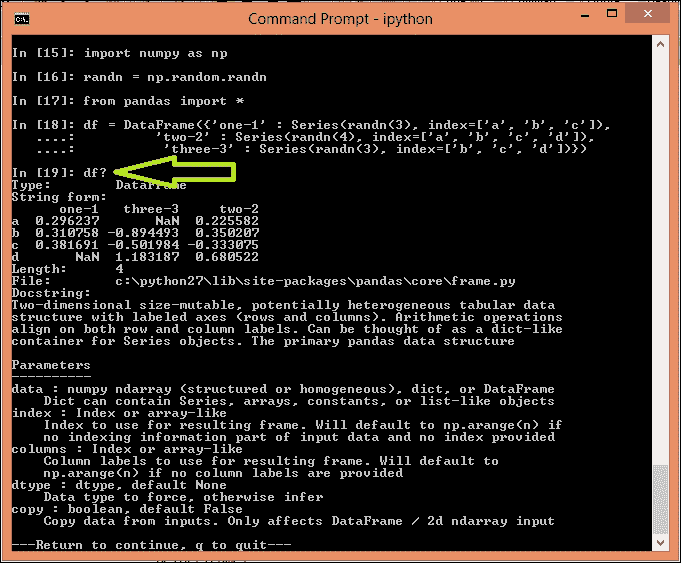 Command Prompt - ipython
In [15]: import numpy as np
In [16]: randn = np.random.randn
In [17]: from pandas import *
In [18]: df = DataFrame({'one-1' : Series(randn(3), index=['a', 'b', 'c']),
   ....:           'two-2' : Series(randn(4), index=['a', 'b', 'c', 'd']),
   ....:            'three-3' : Series(randn(3), index=['b', 'c', 'd'])})
In [19]: df?
Type:        DataFrame
String form:
      one-1   three-3     two-2
a  0.296237       NaN  0.225582
b  0.310758 -0.894493  0.350207
c  0.381691 -0.501984 -0.333075
d       NaN  1.183187  0.680522
Length:      4
File:        c:\python27\lib\site-packages\pandas\core\frame.py
Docstring:
Two-dimensional size-mutable, potentially heterogeneous tabular data
structure with labeled axes (rows and columns). Arithmetic operations
align on both row and column labels. Can be thought of as a dict-like
container for Series objects. The primary pandas data structure
Parameters
----------
data : numpy ndarray (structured or homogeneous), dict, or DataFrame
    Dict can contain Series, arrays, constants, or list-like objects
index : Index or array-like
    Index to use for resulting frame. Will default to np.arange(n) if
    no indexing information part of input data and no index provided
columns : Index or array-like
    Column labels to use for resulting frame. Will default to
    np.arange(n) if no column labels are provided
dtype : dtype, default None
    Data type to force, otherwise infer
copy : boolean, default False
    Copy data from inputs. Only affects DataFrame / 2d ndarray input
---Return to continue, q to quit---